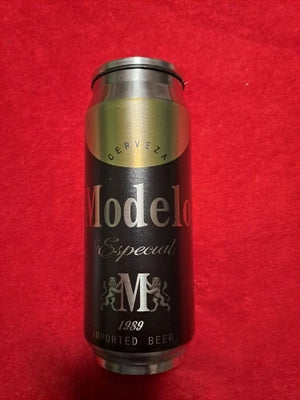 CERVEZA
Modelo
Especial
M
1989
IMPORTED BEER